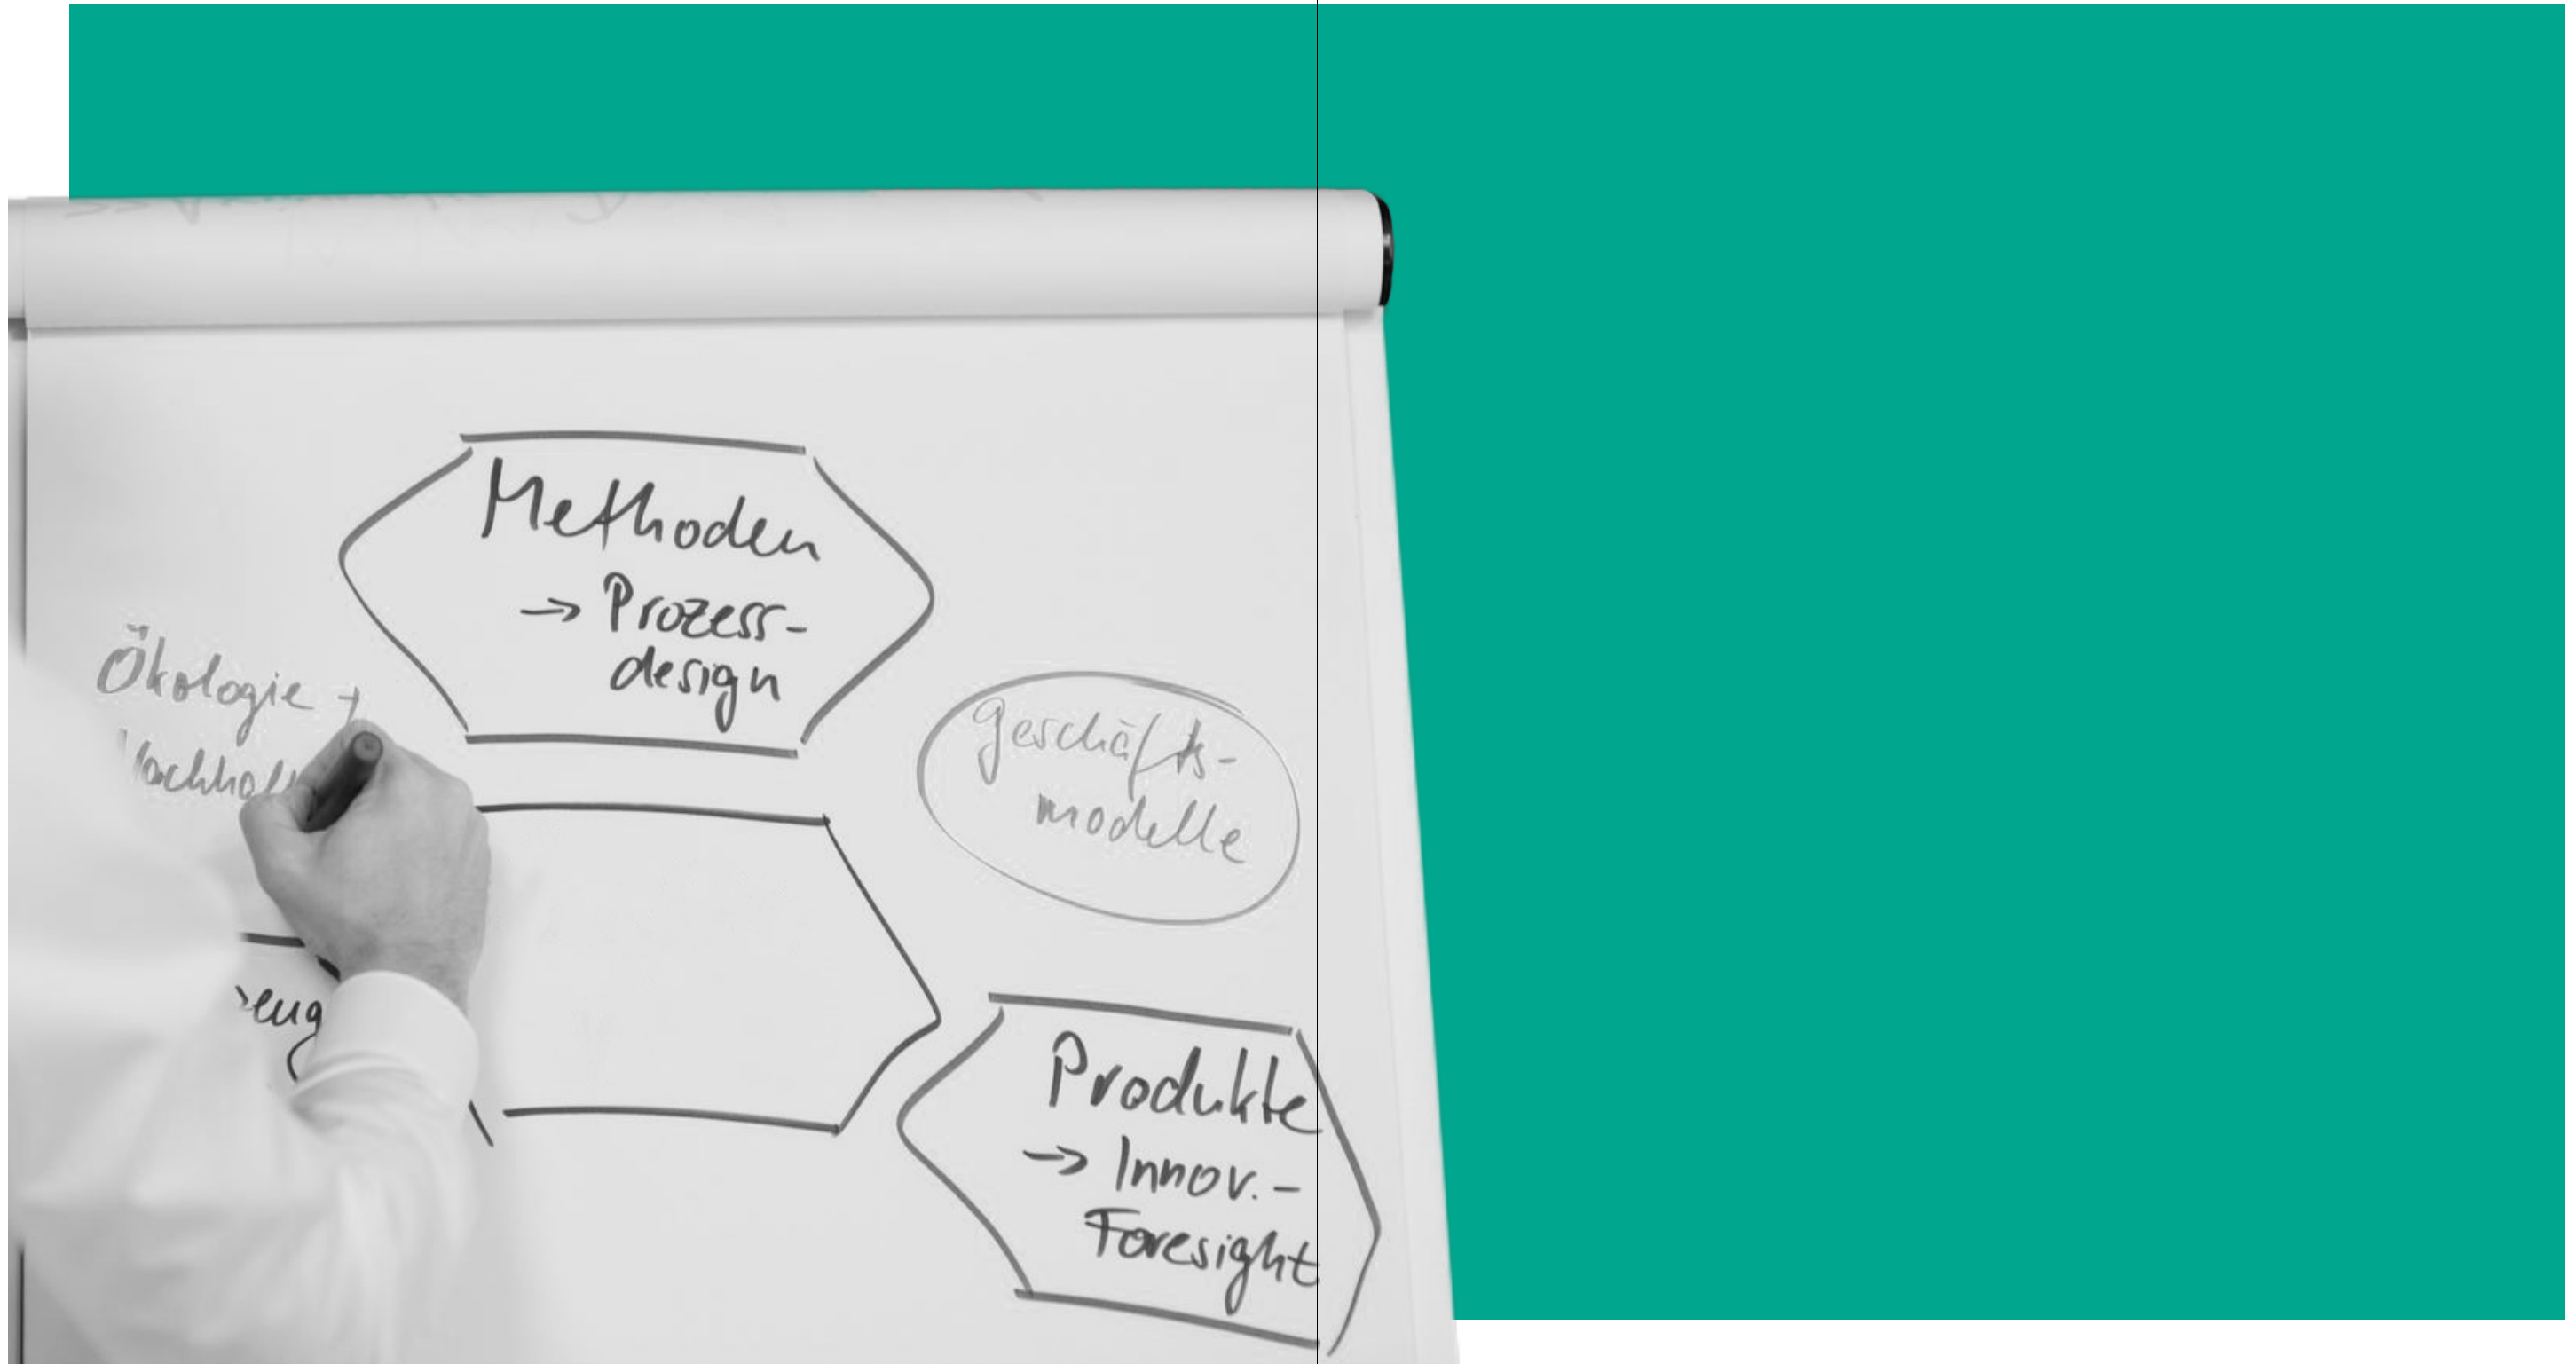 Methoden
→ Prozess-
design
Ökologie +
Geschäfts-
modelle
Produkte
→ Innov.-
Foresight